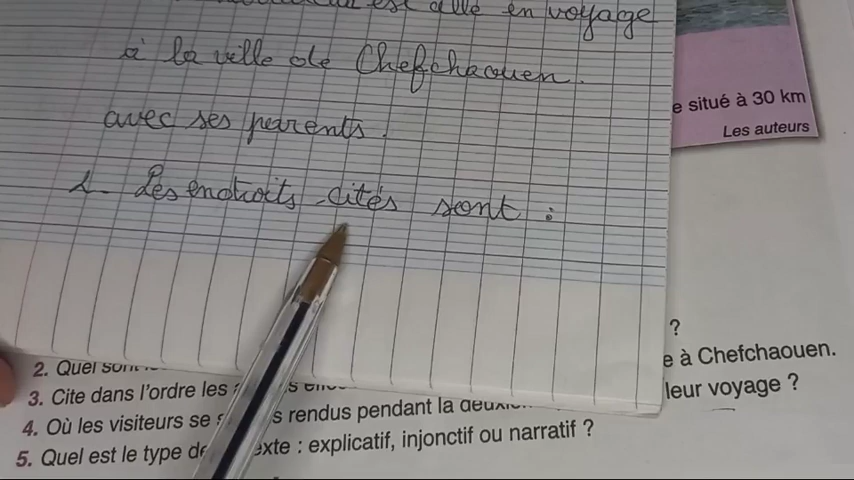 est allé en voyage
à la ville de Chefchaouen.
avec ses parents.
2- Les endroits cités sont :
e situé à 30 km
Les auteurs
?
2. Quel sont
e à Chefchaouen.
3. Cite dans l'ordre les
leur voyage ?
4. Où les visiteurs se s rendus pendant la deux
5. Quel est le type de exte : explicatif, injonctif ou narratif ?